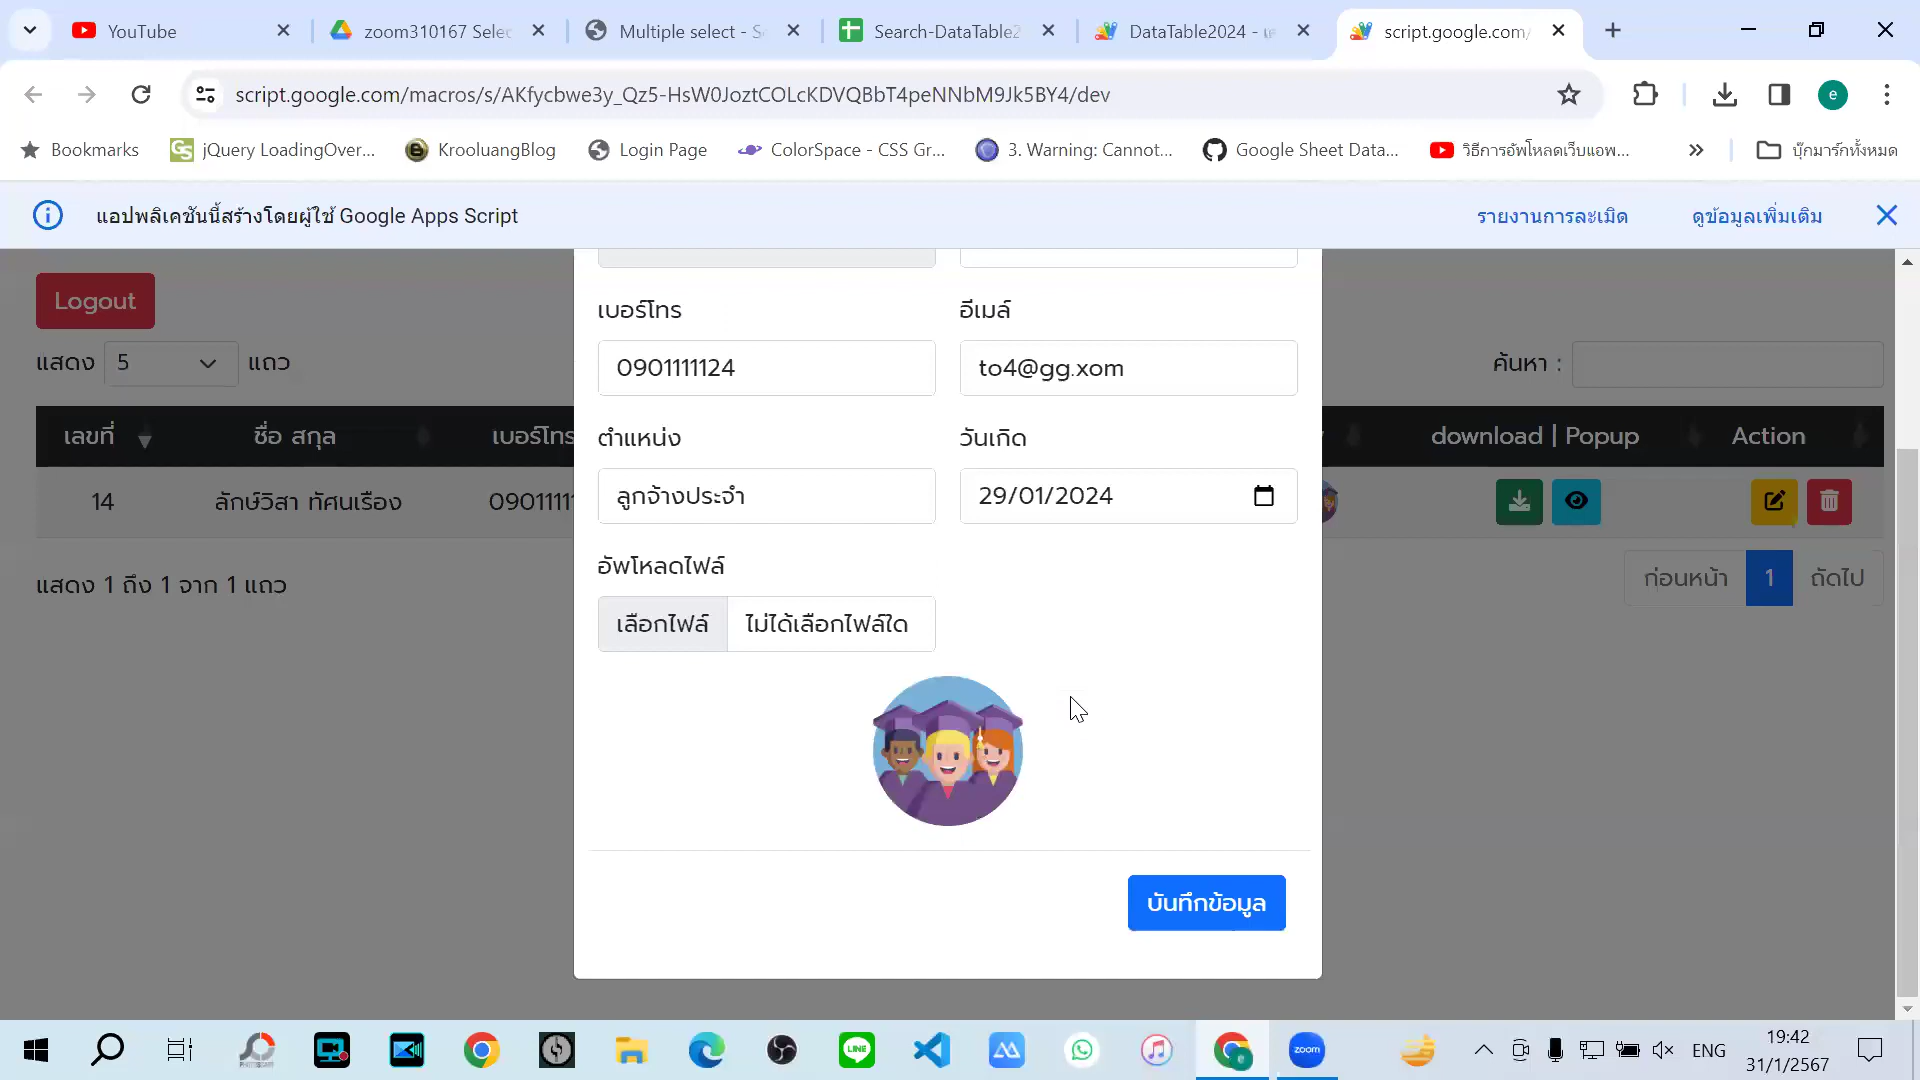 YouTube
zoom310167 Selec
Multiple select - S
Search-DataTable2
DataTable2024 - เ
script.google.com/
script.google.com/macros/s/AKfycbwe3y_Qz5-HsW0JoztCOLcKDVQBbT4peNNbM9Jk5BY4/dev
e
Bookmarks
jQuery LoadingOver...
KrooluangBlog
Login Page
ColorSpace - CSS Gr...
3. Warning: Cannot...
Google Sheet Data...
วิธีการอัพโหลดเว็บแอพ...
บุ๊กมาร์กทั้งหมด
แอปพลิเคชันนี้สร้างโดยผู้ใช้ Google Apps Script
รายงานการละเมิด
ดูข้อมูลเพิ่มเติม
Logout
แสดง 5 แถว
ค้นหา :
เลขที่
ชื่อ สกุล
เบอร์โทร
download | Popup
Action
14
ลักษ์วิสา ทัศนเรือง
0901111
แสดง 1 ถึง 1 จาก 1 แถว
ก่อนหน้า
1
ถัดไป
เบอร์โทร
อีเมล์
0901111124
to4@gg.xom
ตำแหน่ง
วันเกิด
ลูกจ้างประจำ
29/01/2024
อัพโหลดไฟล์
เลือกไฟล์
ไม่ได้เลือกไฟล์ใด
บันทึกข้อมูล
LINE
zoom
ENG
19:42
31/1/2567